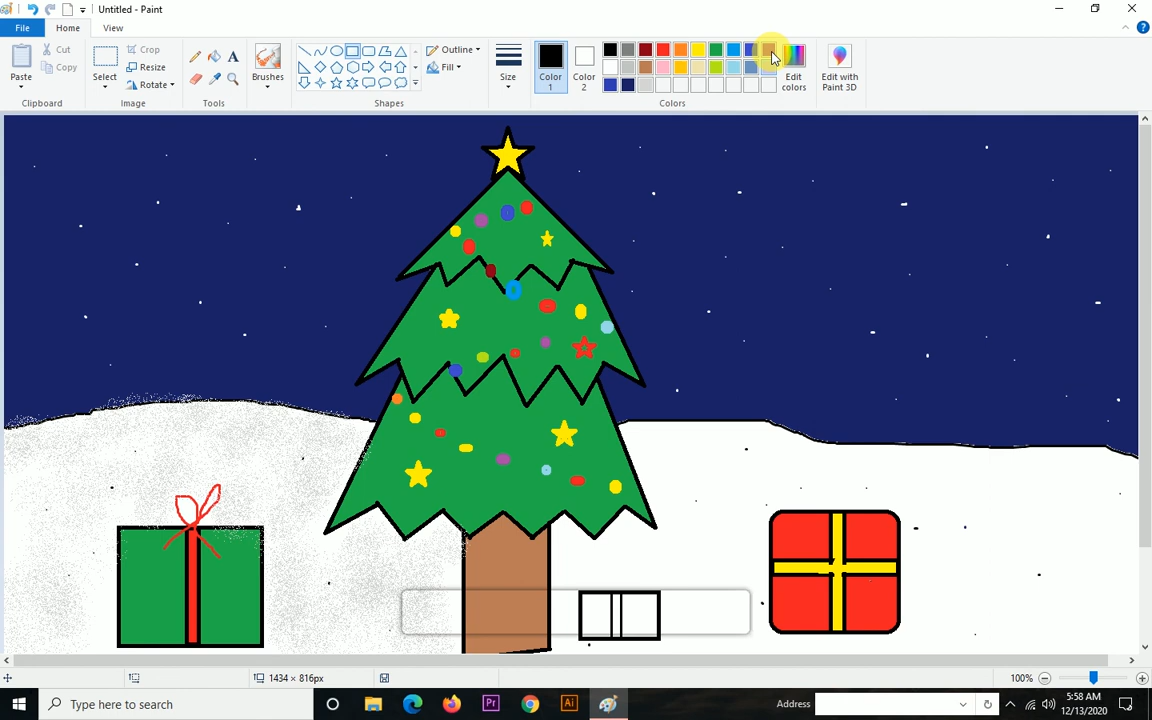 Untitled - Paint
File
Home
View
Paste
Cut
Copy
Clipboard
Select
Crop
Resize
Rotate
Image
A
Tools
Brushes
Outline
Fill
Shapes
Size
Color
1
Color
2
Edit
colors
Colors
Edit with
Paint 3D
1434 × 816px
100%
Type here to search
Pr
Ai
Address
5:58 AM
12/13/2020